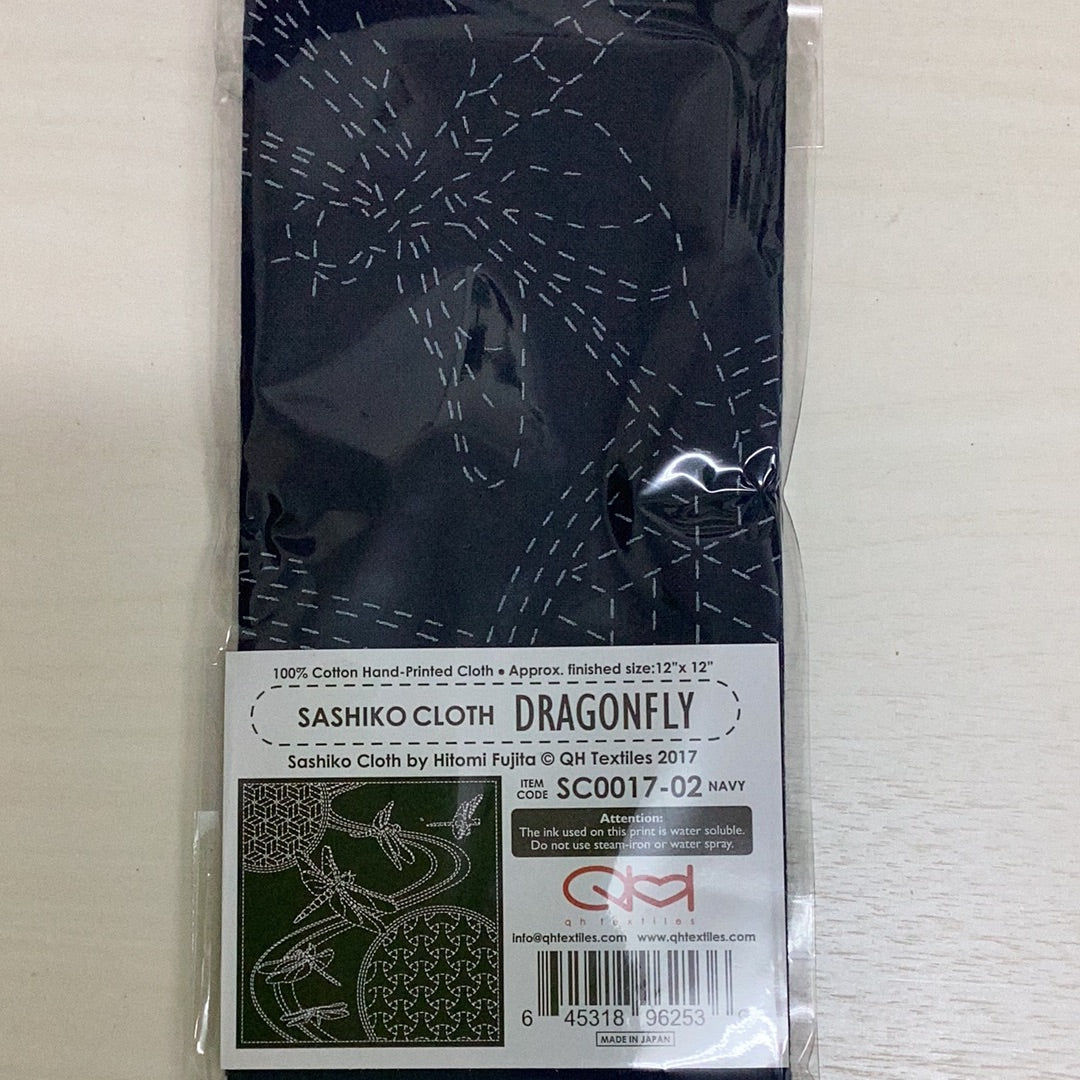 100% Cotton Hand-Printed Cloth • Approx. finished size:12"x 12"
SASHIKO CLOTH DRAGONFLY
Sashiko Cloth by Hitomi Fujita © QH Textiles 2017
ITEM CODE SC0017-02 NAVY
Attention:
The ink used on this print is water soluble.
Do not use steam-iron or water spray.
QH
qh textiles
info@qhtextiles.com www.qhtextiles.com
6 45318 96253
MADE IN JAPAN